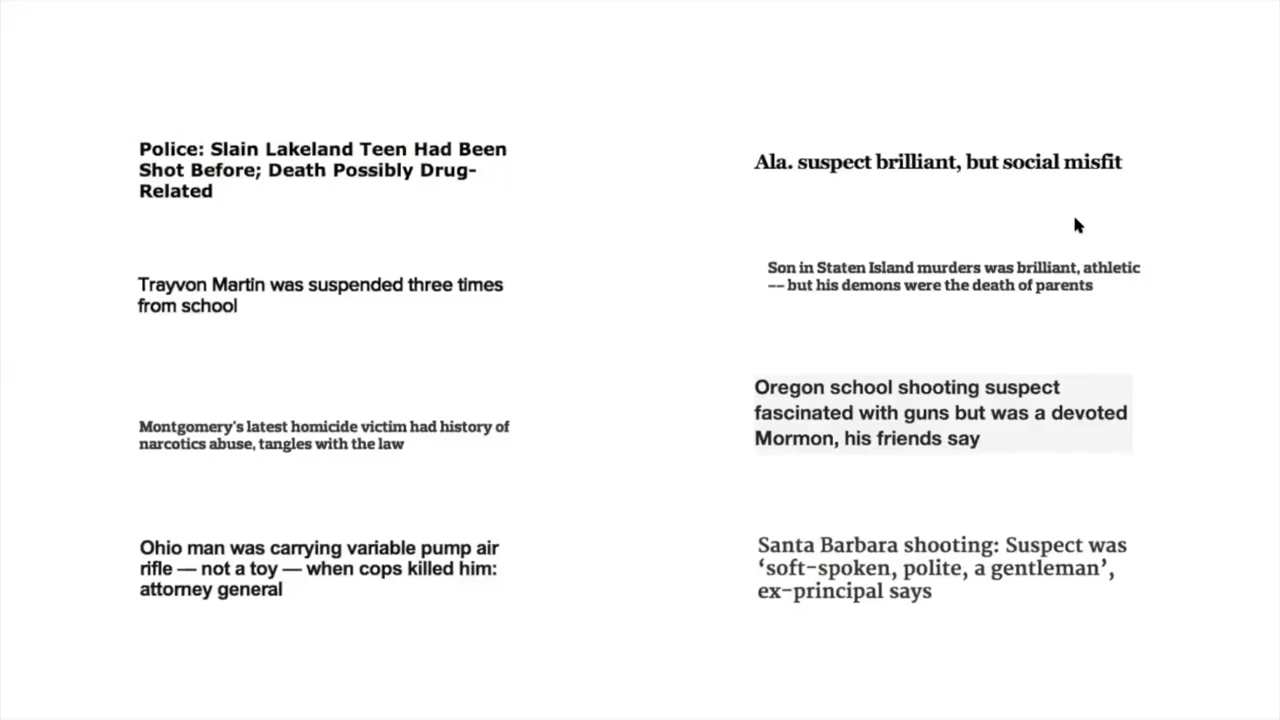 Police: Slain Lakeland Teen Had Been
Shot Before; Death Possibly Drug-
Related
Trayvon Martin was suspended three times
from school
Montgomery's latest homicide victim had history of
narcotics abuse, tangles with the law
Ohio man was carrying variable pump air
rifle — not a toy — when cops killed him:
attorney general
Ala. suspect brilliant, but social misfit
Son in Staten Island murders was brilliant, athletic
-- but his demons were the death of parents
Oregon school shooting suspect
fascinated with guns but was a devoted
Mormon, his friends say
Santa Barbara shooting: Suspect was
‘soft-spoken, polite, a gentleman’,
ex-principal says